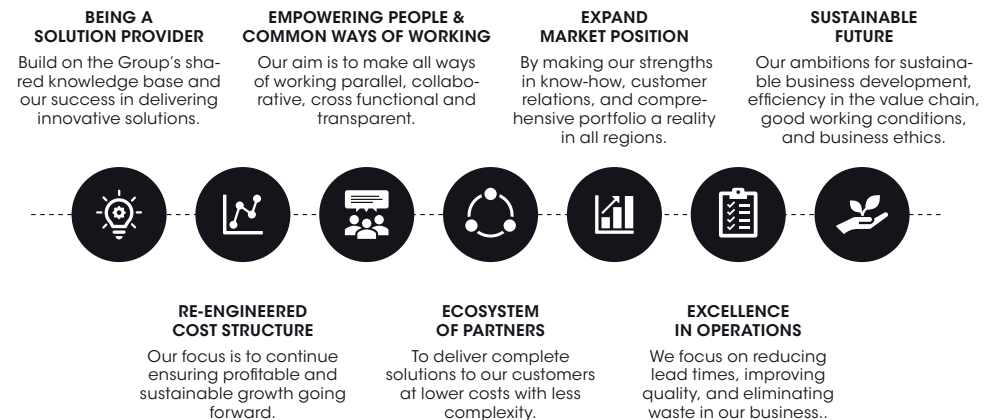 BEING A
SOLUTION PROVIDER
Build on the Group's sha-
red knowledge base and
our success in delivering
innovative solutions.
EMPOWERING PEOPLE &
COMMON WAYS OF WORKING
Our aim is to make all ways
of working parallel, collabo-
rative, cross functional and
transparent.
EXPAND
MARKET POSITION
By making our strengths
in know-how, customer
relations, and compre-
hensive portfolio a reality
in all regions.
SUSTAINABLE
FUTURE
Our ambitions for sustaina-
ble business development,
efficiency in the value chain,
good working conditions,
and business ethics.
RE-ENGINEERED
COST STRUCTURE
Our focus is to continue
ensuring profitable and
sustainable growth going
forward.
ECOSYSTEM
OF PARTNERS
To deliver complete
solutions to our customers
at lower costs with less
complexity.
EXCELLENCE
IN OPERATIONS
We focus on reducing
lead times, improving
quality, and eliminating
waste in our business..